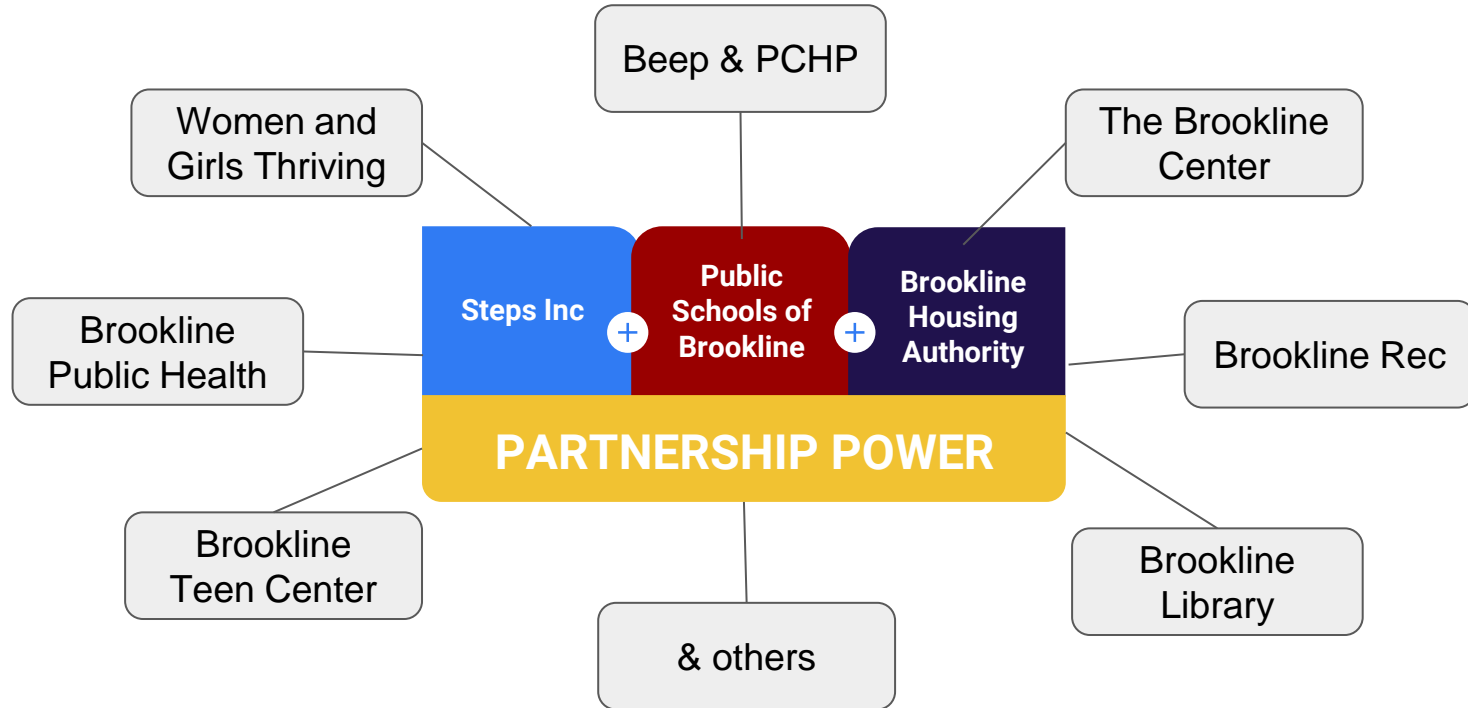 Beep & PCHP
Women and
Girls Thriving
The Brookline
Center
Steps Inc
Public
Schools of
Brookline
Brookline
Housing
Authority
Brookline
Public Health
Brookline Rec
PARTNERSHIP POWER
Brookline
Teen Center
Brookline
Library
& others